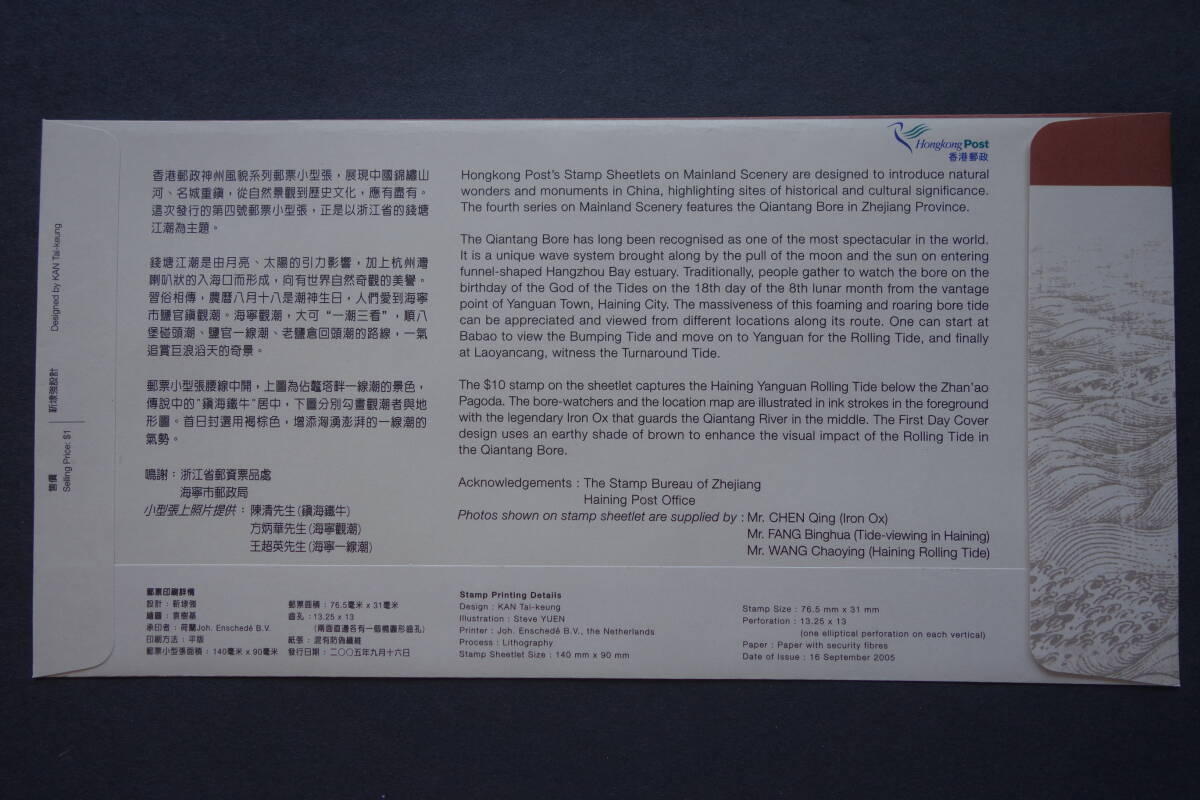 Hongkong Post
香港郵政
香港郵政神州風貌系列郵票小型張，展現中國錦繡山
河、名城重鎮，從自然景觀到歷史文化，應有盡有。
這次發行的第四號郵票小型張，正是以浙江省的錢塘
江潮為主題。
錢塘江潮是由月亮、太陽的引力影響，加上杭州灣
喇叭狀的入海口而形成，向有世界自然奇觀的美譽。
習俗相傳，農曆八月十八是潮神生日，人們愛到海寧
市鹽官鎮觀潮。海寧觀潮，大可“一潮三看”，順八
堡碰頭潮、鹽官一線潮、老鹽倉回頭潮的路線，一氣
追賞巨浪滔天的奇景。
郵票小型張腰線中開，上圖為佔鰲塔畔一線潮的景色，
傳說中的“鎮海鐵牛”居中，下圖分別勾畫觀潮者與地
形圖。首日封選用褐棕色，增添洶湧澎湃的一線潮的
氣勢。
鳴謝：浙江省郵資票品處
海寧市郵政局
小型張上照片提供：陳清先生（鎮海鐵牛）
方炳華先生（海寧觀潮）
王超英先生（海寧一線潮）
Hongkong Post's Stamp Sheetlets on Mainland Scenery are designed to introduce natural
wonders and monuments in China, highlighting sites of historical and cultural significance.
The fourth series on Mainland Scenery features the Qiantang Bore in Zhejiang Province.
The Qiantang Bore has long been recognised as one of the most spectacular in the world.
It is a unique wave system brought along by the pull of the moon and the sun on entering
funnel-shaped Hangzhou Bay estuary. Traditionally, people gather to watch the bore on the
birthday of the God of the Tides on the 18th day of the 8th lunar month from the vantage
point of Yanguan Town, Haining City. The massiveness of this foaming and roaring bore tide
can be appreciated and viewed from different locations along its route. One can start at
Babao to view the Bumping Tide and move on to Yanguan for the Rolling Tide, and finally
at Laoyancang, witness the Turnaround Tide.
The $10 stamp on the sheetlet captures the Haining Yanguan Rolling Tide below the Zhan'ao
Pagoda. The bore-watchers and the location map are illustrated in ink strokes in the foreground
with the legendary Iron Ox that guards the Qiantang River in the middle. The First Day Cover
design uses an earthy shade of brown to enhance the visual impact of the Rolling Tide in
the Qiantang Bore.
Acknowledgements : The Stamp Bureau of Zhejiang
Haining Post Office
Photos shown on stamp sheetlet are supplied by : Mr. CHEN Qing (Iron Ox)
Mr. FANG Binghua (Tide-viewing in Haining)
Mr. WANG Chaoying (Haining Rolling Tide)
郵票印刷詳情
設計：靳埭強
繪圖：袁樹基
承印者：荷蘭Joh. Enschedé B.V.
印刷方法：平版
郵票小型張面積：140毫米 x 90毫米
郵票面積：76.5毫米 x 31毫米
齒孔：13.25 x 13
（兩面直邊各有一個橢圓形齒孔）
紙張：混有防偽纖維
發行日期：二〇〇五年九月十六日
Stamp Printing Details
Design : KAN Tai-keung
Illustration : Steve YUEN
Printer : Joh. Enschedé B.V., the Netherlands
Process : Lithography
Stamp Sheetlet Size : 140 mm x 90 mm
Stamp Size : 76.5 mm x 31 mm
Perforation : 13.25 x 13
(one elliptical perforation on each vertical)
Paper : Paper with security fibres
Date of Issue : 16 September 2005
售價
Selling Price: $1
靳埭強設計
Designed by KAN Tai-keung